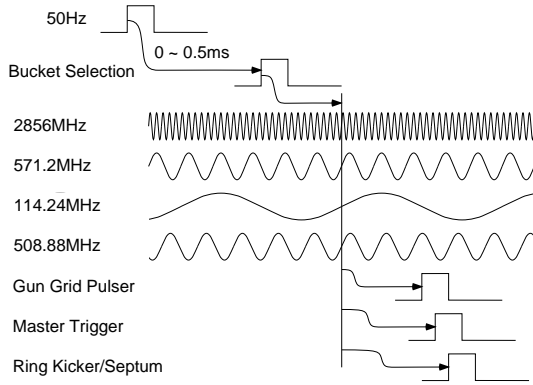 50Hz
0 ~ 0.5ms
Bucket Selection
2856MHz
571.2MHz
114.24MHz
508.88MHz
Gun Grid Pulser
Master Trigger
Ring Kicker/Septum